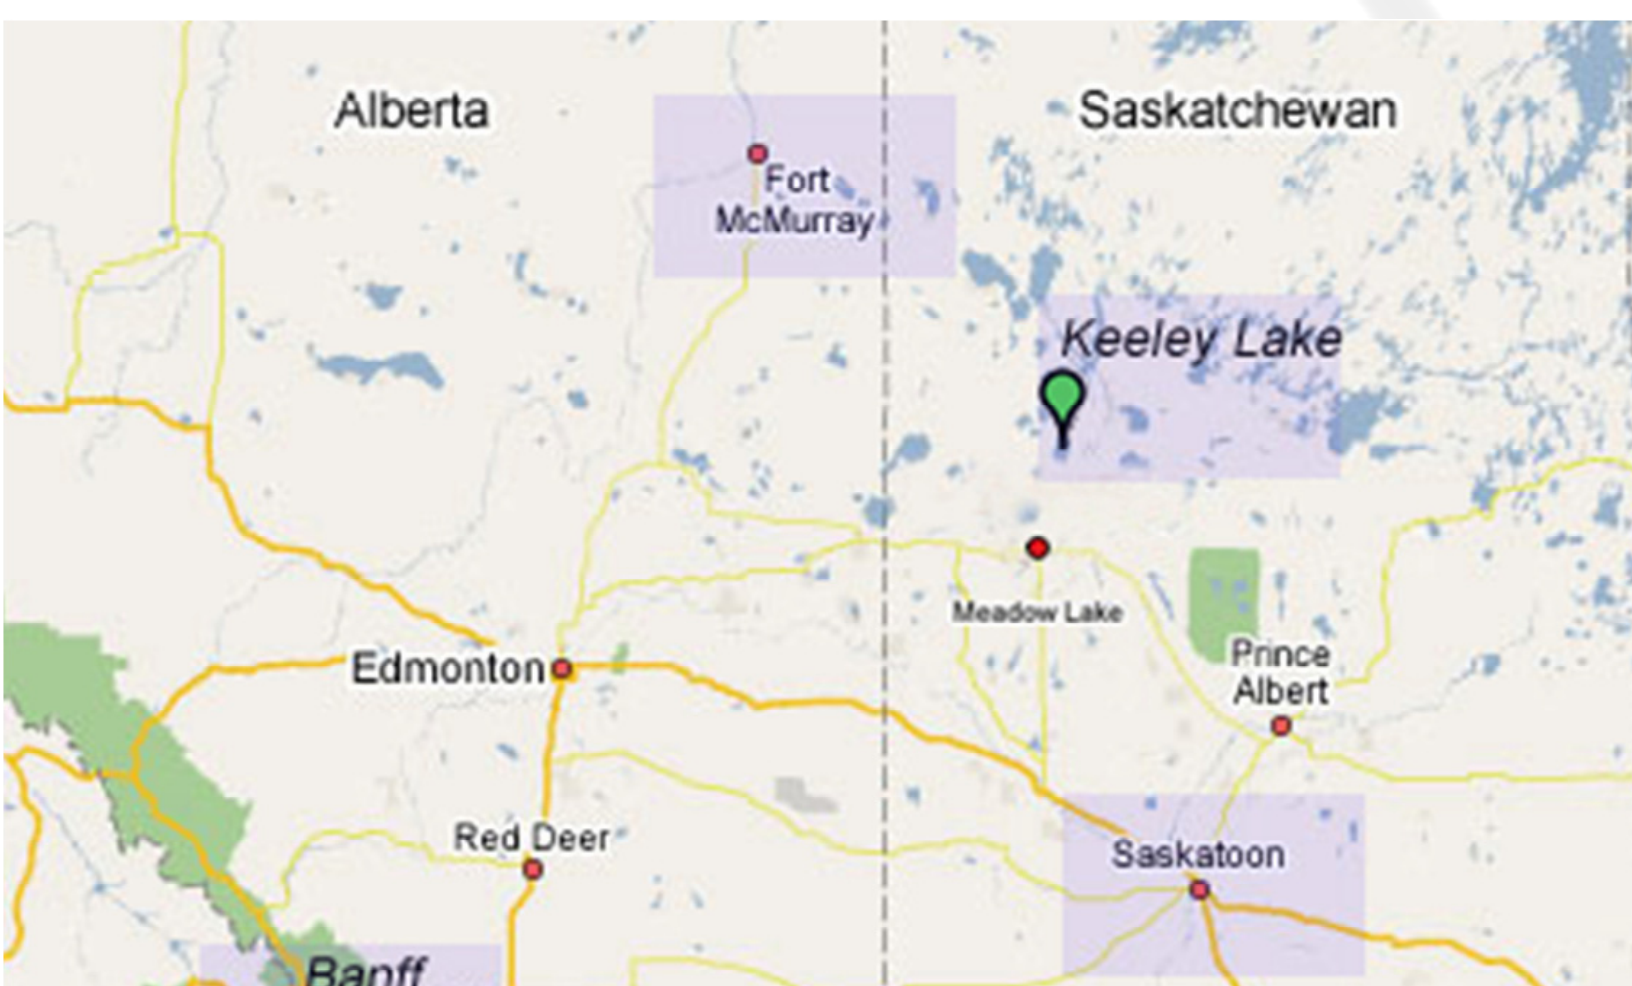 Alberta
Saskatchewan
Fort
McMurray
Keeley Lake
Meadow Lake
Edmonton
Prince
Albert
Red Deer
Saskatoon
Banff